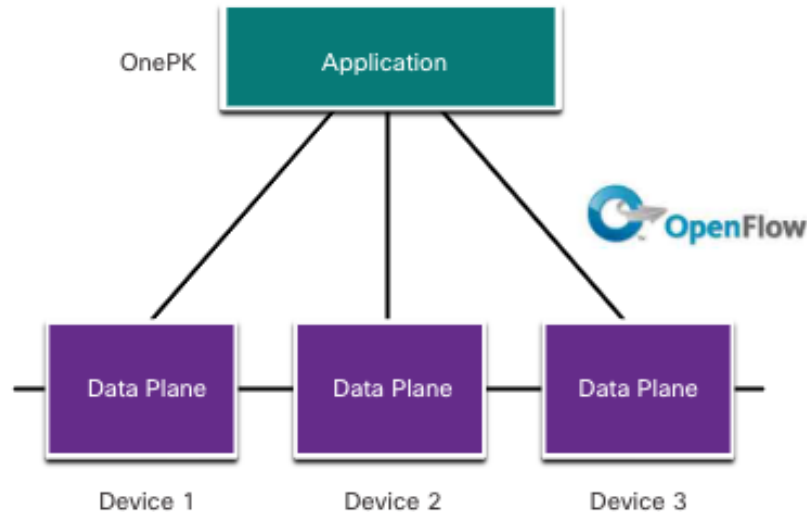 OnePK
Application
OpenFlow
Data Plane
Data Plane
Data Plane
Device 1
Device 2
Device 3